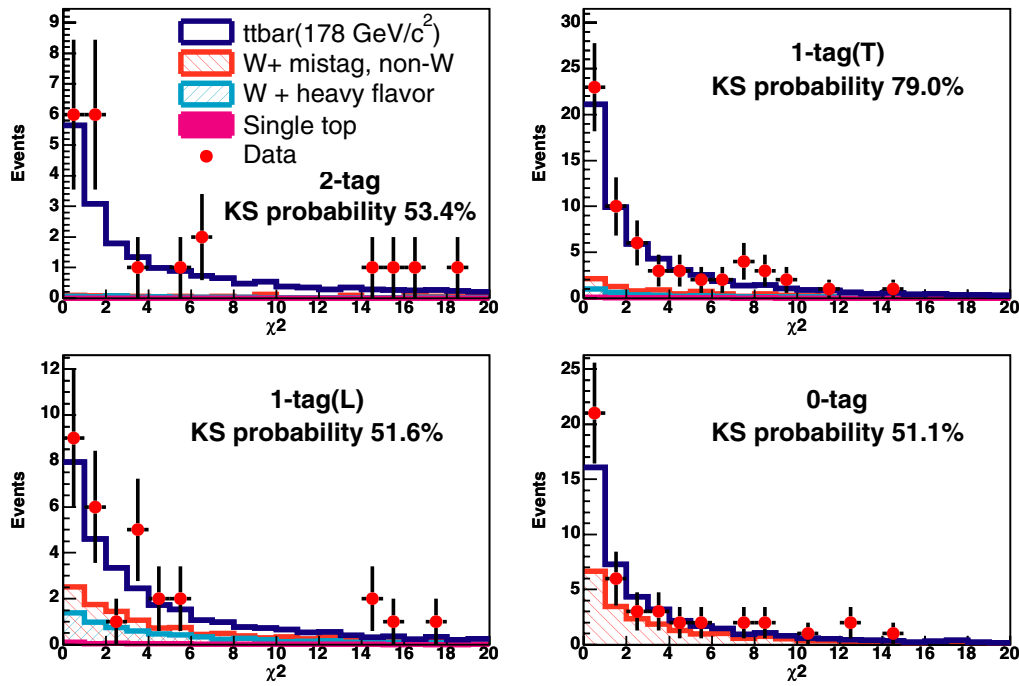 9
8
7
6
5
4
3
2
1
0
Events
ttbar(178 GeV/c²)
W+ mistag, non-W
W + heavy flavor
Single top
Data
2-tag
KS probability 53.4%
0 2 4 6 8 10 12 14 16 18 20
χ2
30
25
20
15
10
5
0
Events
1-tag(T)
KS probability 79.0%
0 2 4 6 8 10 12 14 16 18 20
χ2
12
10
8
6
4
2
0
Events
1-tag(L)
KS probability 51.6%
0 2 4 6 8 10 12 14 16 18 20
χ2
25
20
15
10
5
0
Events
0-tag
KS probability 51.1%
0 2 4 6 8 10 12 14 16 18 20
χ2